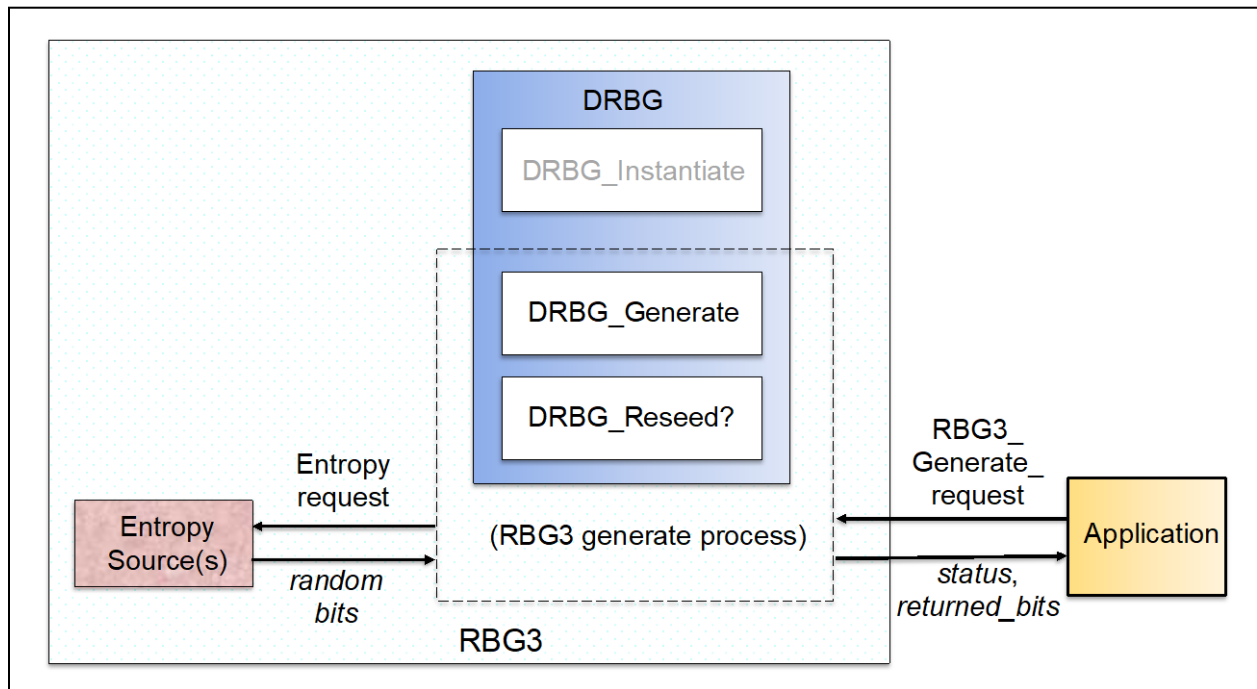 DRBG
DRBG_Instantiate
DRBG_Generate
DRBG_Reseed?
Entropy
request
Entropy
Source(s)
random
bits
(RBG3 generate process)
RBG3_
Generate_
request
Application
status,
returned_bits
RBG3